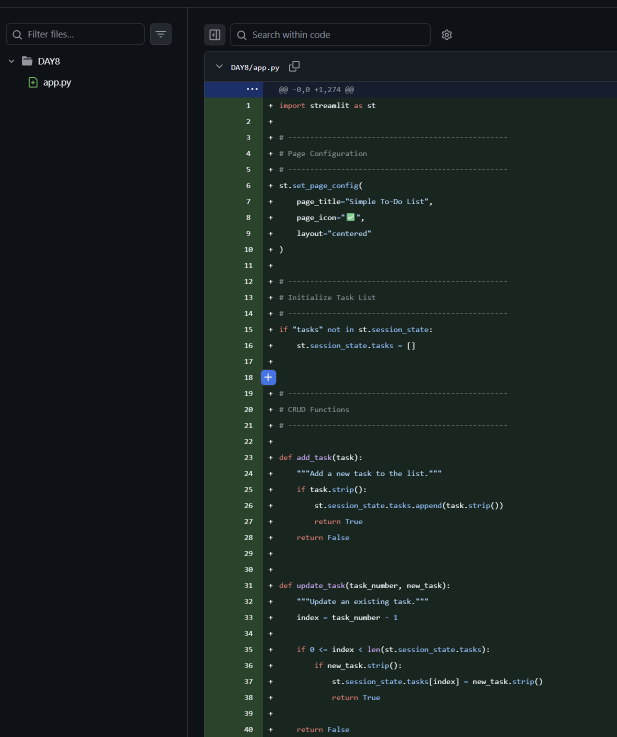 Filter files...
Search within code
DAY8
app.py
DAY8/app.py
@@ -0,0 +1,274 @@
1 + import streamlit as st
2 +
3 + # --------------------------------------------------
4 + # Page Configuration
5 + # --------------------------------------------------
6 + st.set_page_config(
7 +     page_title="Simple To-Do List",
8 +     page_icon="✅",
9 +     layout="centered"
10 + )
11 +
12 + # --------------------------------------------------
13 + # Initialize Task List
14 + # --------------------------------------------------
15 + if "tasks" not in st.session_state:
16 +     st.session_state.tasks = []
17 +
18 +
19 + # --------------------------------------------------
20 + # CRUD Functions
21 + # --------------------------------------------------
22 +
23 + def add_task(task):
24 +     """Add a new task to the list."""
25 +     if task.strip():
26 +         st.session_state.tasks.append(task.strip())
27 +         return True
28 +     return False
29 +
30 +
31 + def update_task(task_number, new_task):
32 +     """Update an existing task."""
33 +     index = task_number - 1
34 +
35 +     if 0 <= index < len(st.session_state.tasks):
36 +         if new_task.strip():
37 +             st.session_state.tasks[index] = new_task.strip()
38 +             return True
39 +
40 +     return False